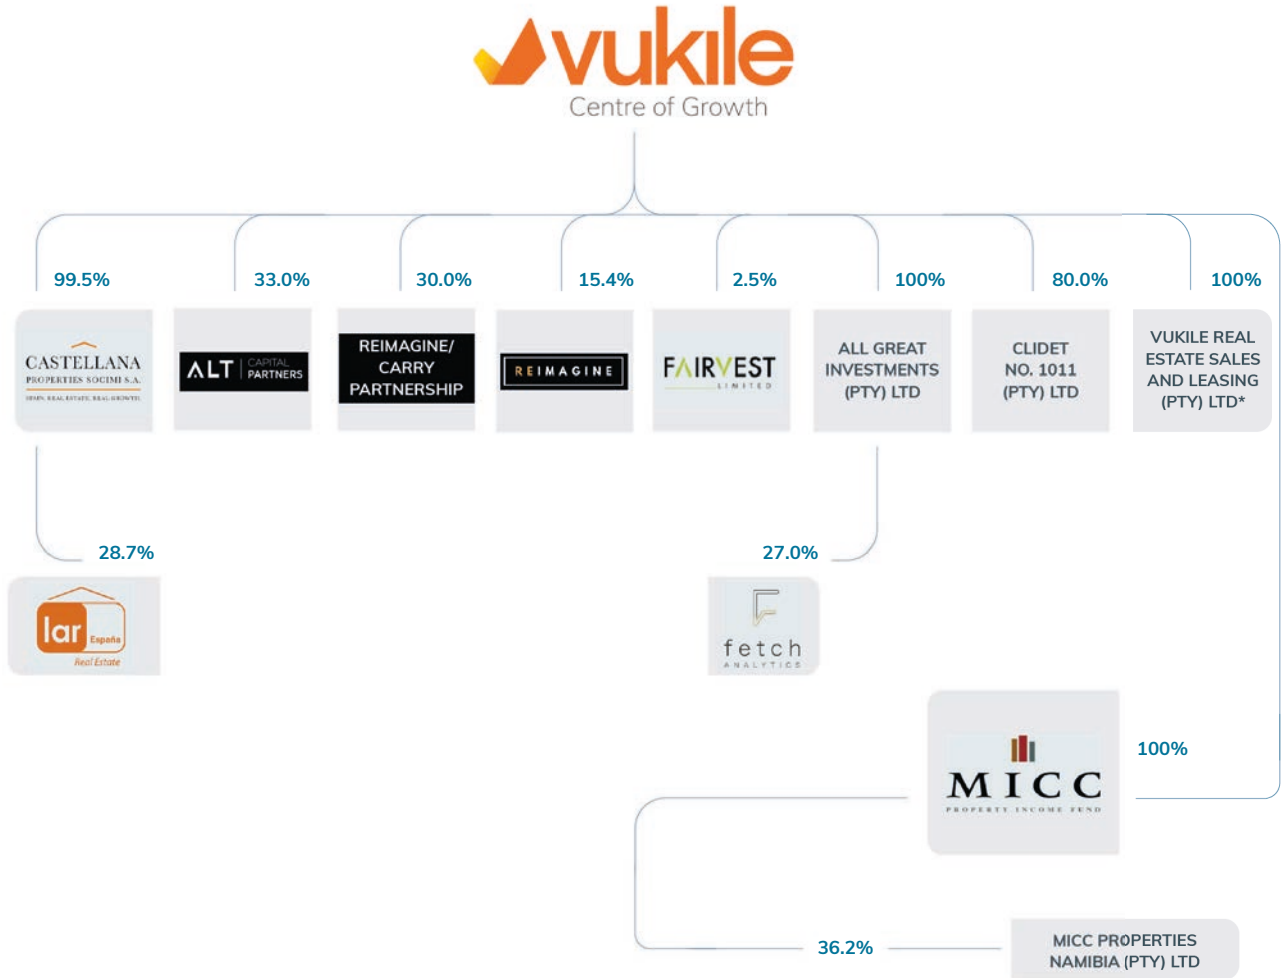 vukile
Centre of Growth
99.5%
33.0%
30.0%
15.4%
2.5%
100%
80.0%
100%
CASTELLANA
PROPERTIES SOCIMI S.A.
ALT CAPITAL
PARTNERS
REIMAGINE/
CARRY
PARTNERSHIP
REIMAGINE
FAIRVEST
LIMITED
ALL GREAT
INVESTMENTS
(PTY) LTD
CLIDET
NO. 1011
(PTY) LTD
VUKILE REAL
ESTATE SALES
AND LEASING
(PTY) LTD*
28.7%
27.0%
lar
España
Real Estate
fetch
ANALYTICS
100%
MICC
PROPERTY INCOME FUND
36.2%
MICC PROPERTIES
NAMIBIA (PTY) LTD